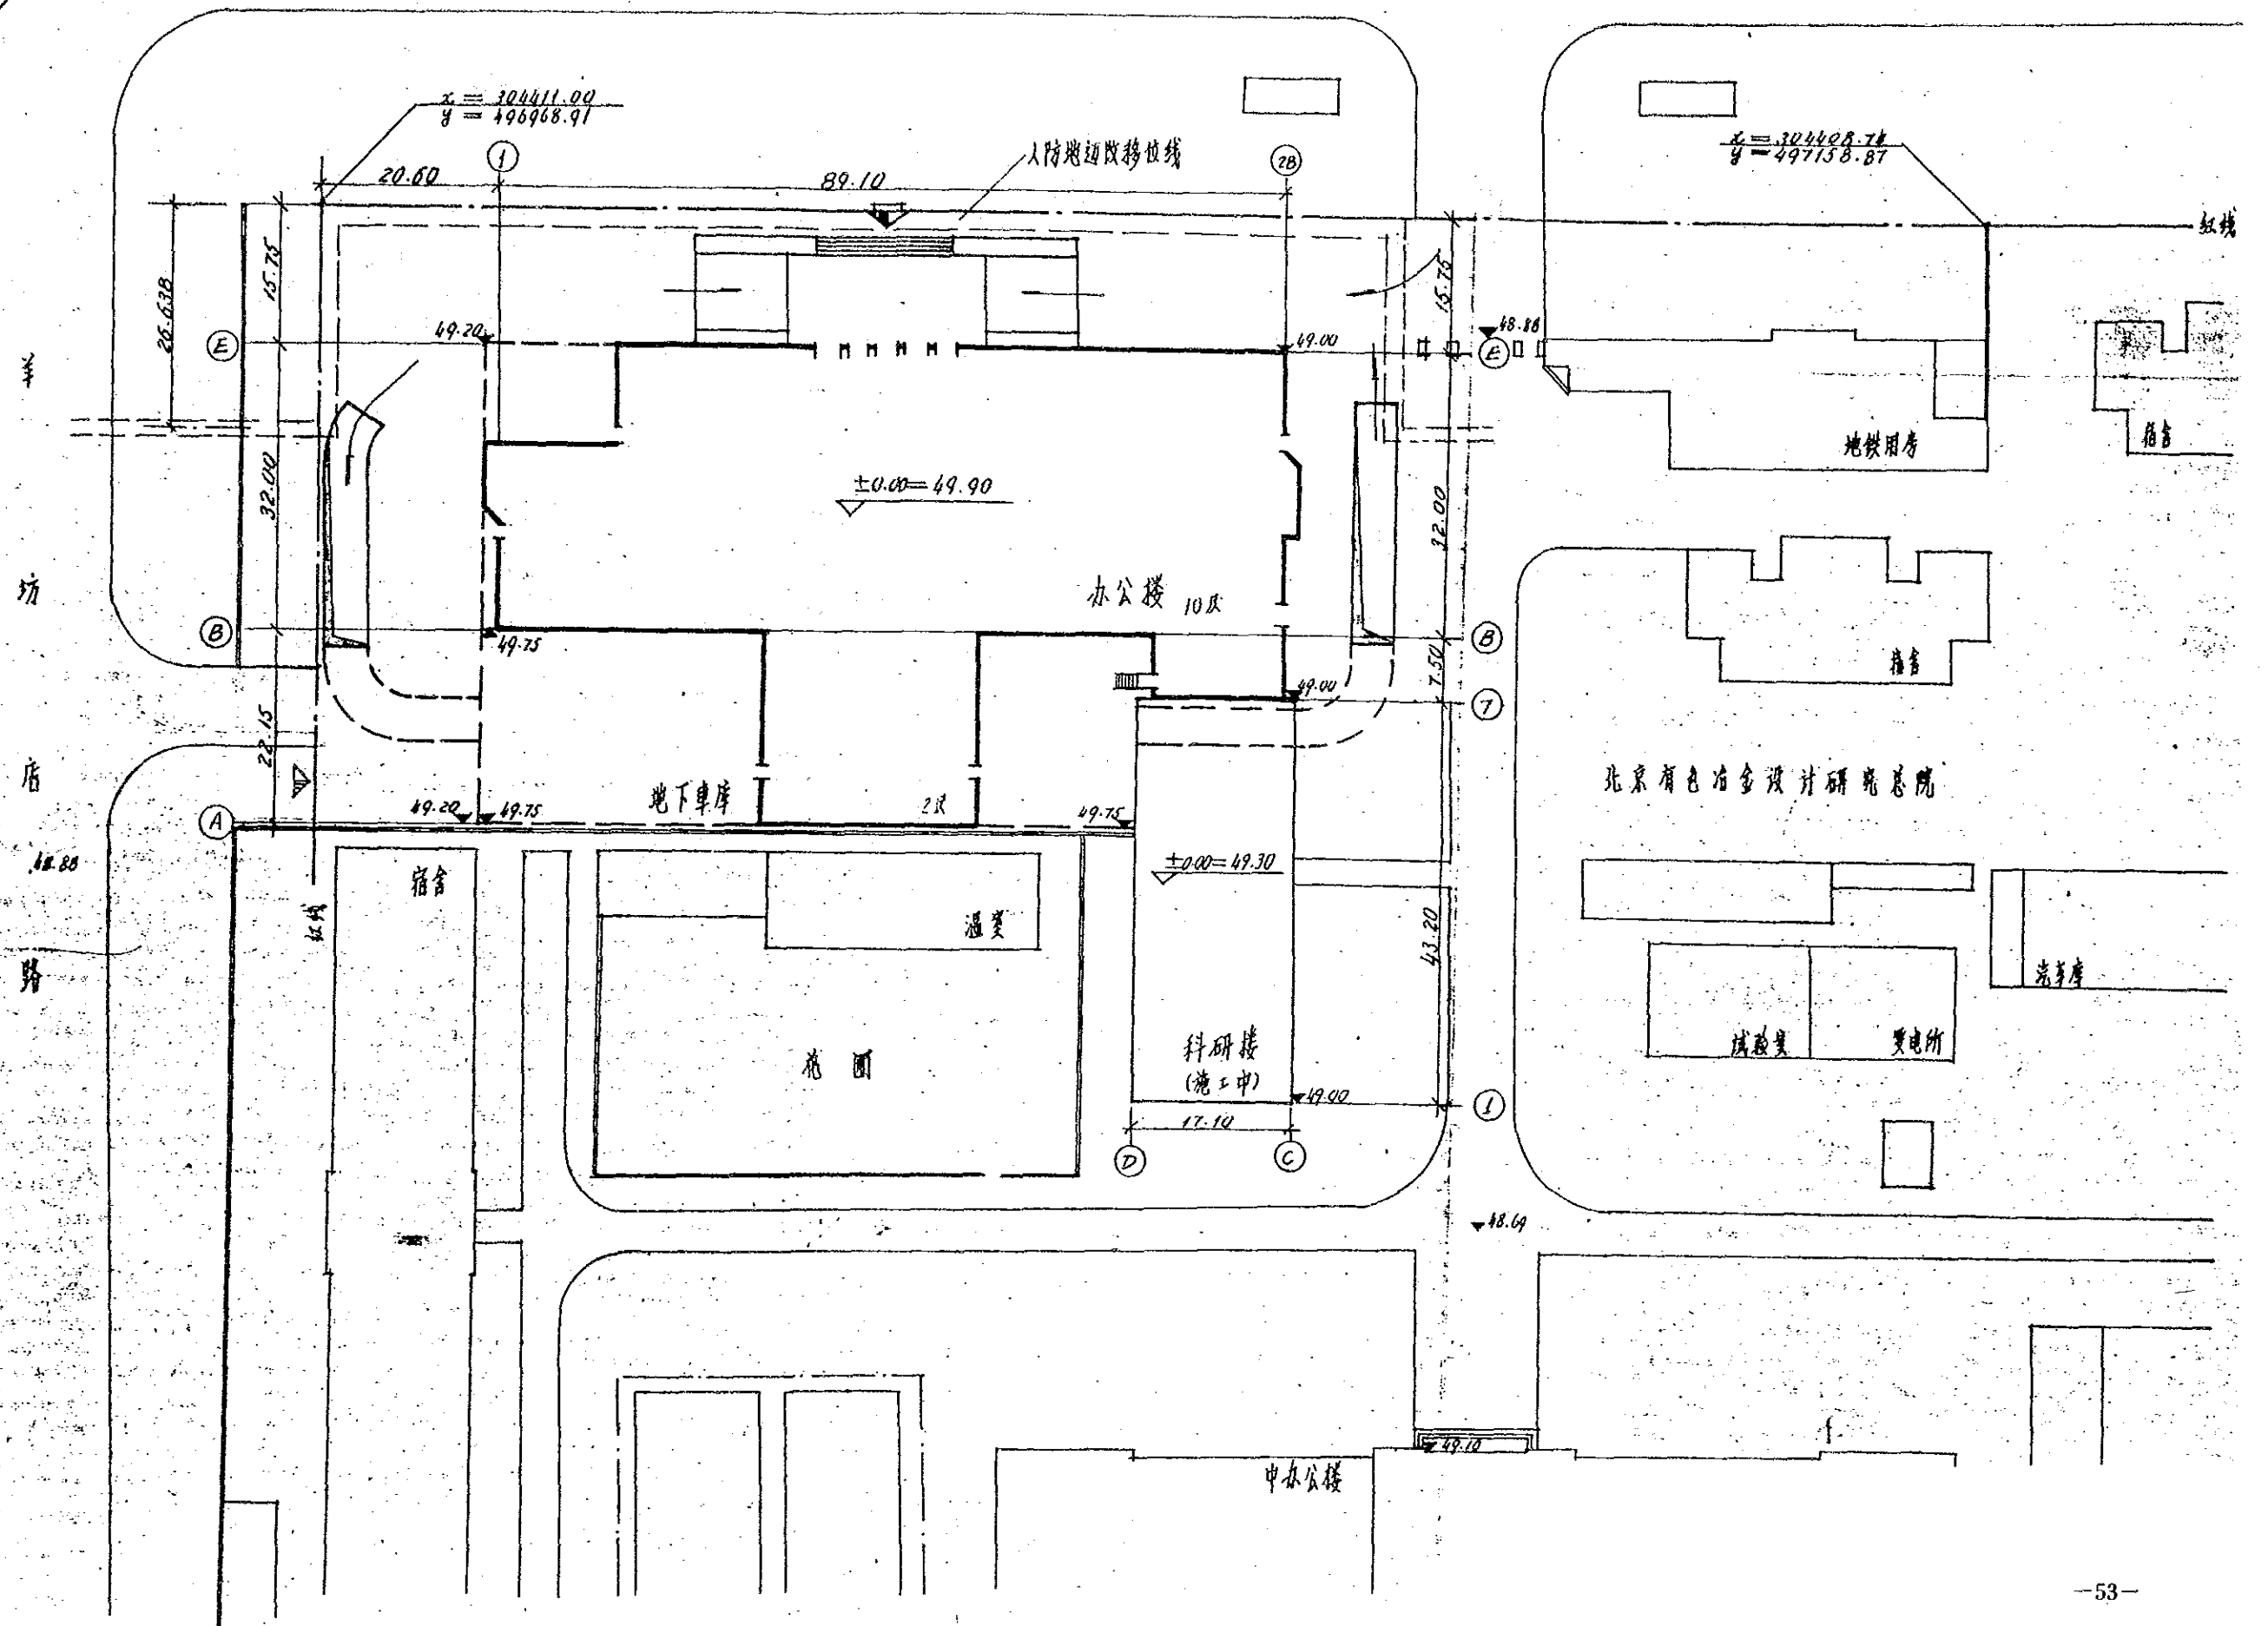 x = 304411.00
y = 496968.91
x = 304408.74
y = 497158.87
1
28
人防地迈改移位线
20.60
89.10
红线
15.75
26.638
15.75
49.20
49.00
48.88
E
E
地铁用房
宿舍
羊坊店路
32.00
±0.00=49.90
32.00
办公楼 10层
B
49.75
B
宿舍
7.50
49.00
7
22.15
北京有色冶金设计研究总院
地下車库
2层
49.20
49.75
49.75
A
48.88
宿舍
±0.00=49.30
红线
温室
43.20
汽车库
花圃
科研楼
(施工中)
试验室
变电所
49.00
1
17.10
D
C
48.69
49.10
中办公楼
—53—